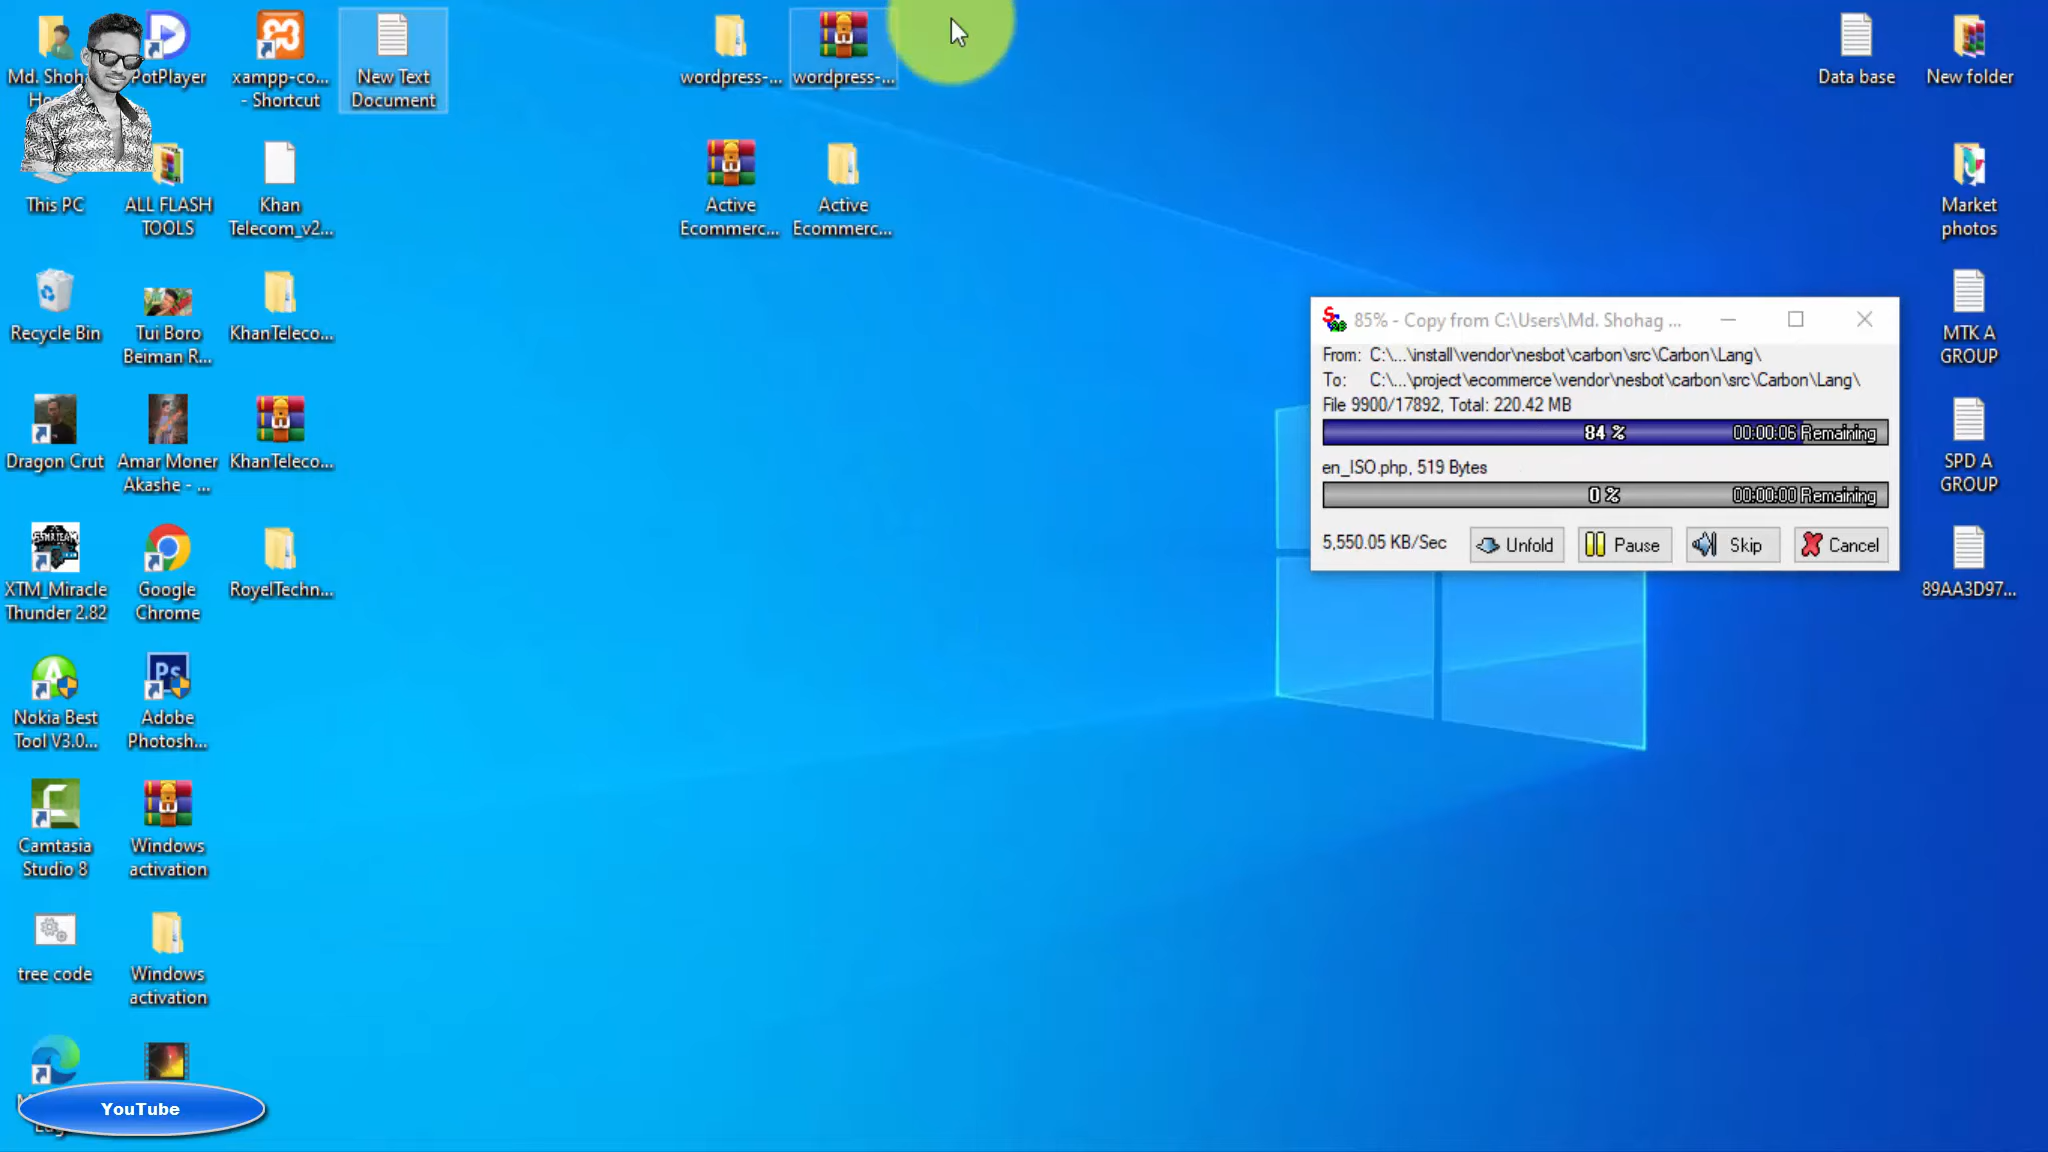 Md. Shoh
PotPlayer
xampp-co...
- Shortcut
New Text
Document
wordpress-...
wordpress-...
Data base
New folder
This PC
ALL FLASH
TOOLS
Khan
Telecom_v2...
Active
Ecommerc...
Active
Ecommerc...
Market
photos
Recycle Bin
Tui Boro
Beiman R...
KhanTeleco...
MTK A
GROUP
85% - Copy from C:\Users\Md. Shohag ...
From: C:\...\install\vendor\nesbot\carbon\src\Carbon\Lang\
To: C:\...\project\ecommerce\vendor\nesbot\carbon\src\Carbon\Lang\
File 9900/17892, Total: 220.42 MB
84 %
00:00:06 Remaining
en_ISO.php, 519 Bytes
0 %
00:00:00 Remaining
5,550.05 KB/Sec
Unfold
Pause
Skip
Cancel
Dragon Crut
Amar Moner
Akashe - ...
KhanTeleco...
SPD A
GROUP
XTM_Miracle
Thunder 2.82
Google
Chrome
RoyelTechn...
89AA3D97...
Nokia Best
Tool V3.0...
Ps
Adobe
Photosh...
Camtasia
Studio 8
Windows
activation
tree code
Windows
activation
YouTube